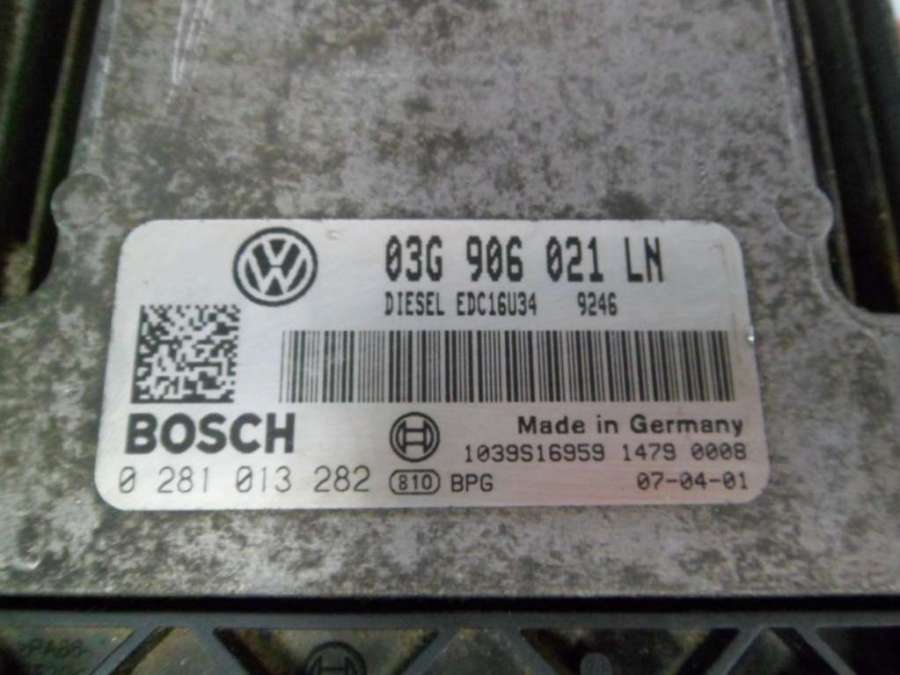 03G 906 021 LN
DIESEL EDC16U34 9246
BOSCH
Made in Germany
1039S16959 1479 0008
0 281 013 282 810 BPG 07-04-01